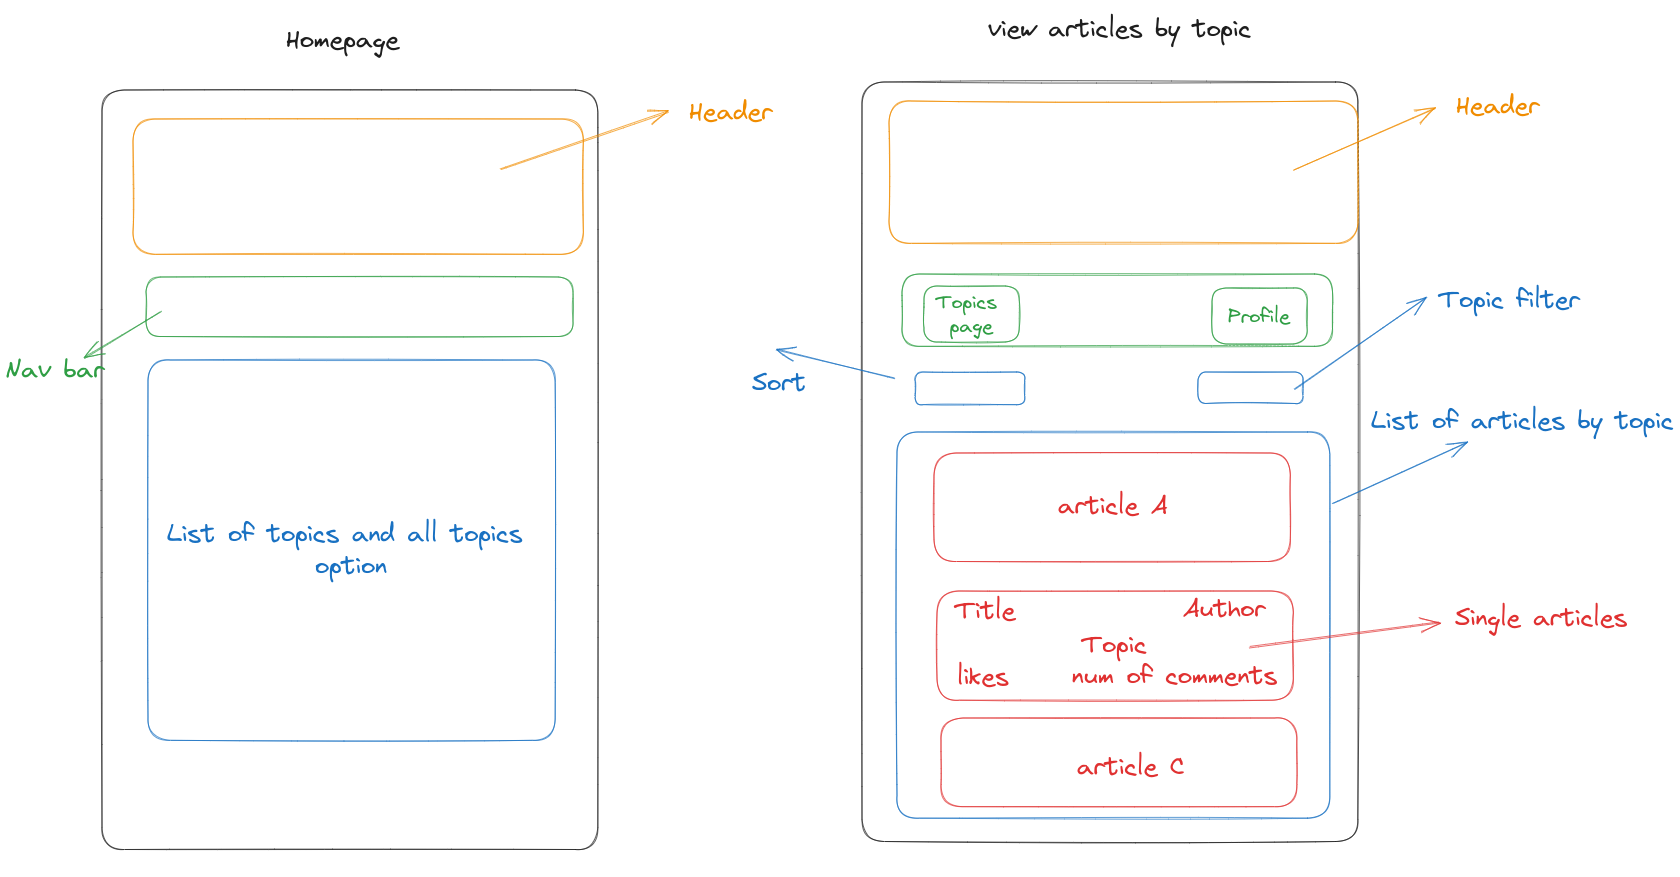 Homepage
Header
Nav bar
List of topics and all topics
option
view articles by topic
Header
Topics
page
Profile
Topic filter
Sort
List of articles by topic
article A
Title
Author
Topic
likes
num of comments
Single articles
article C